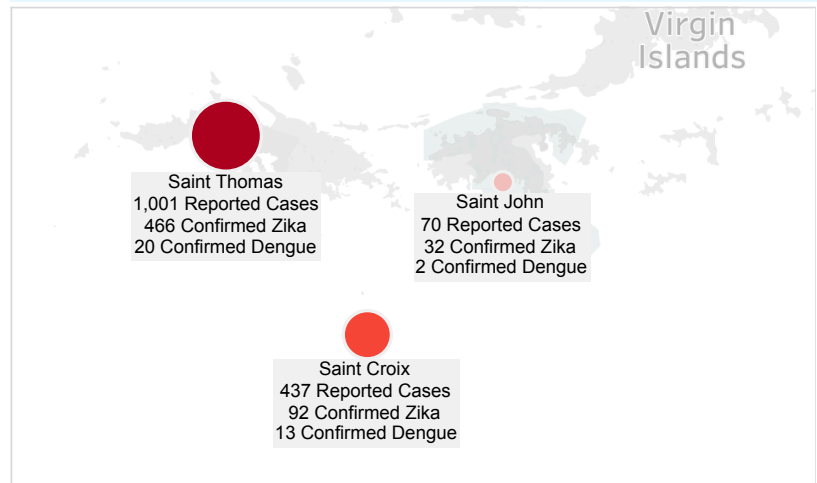 Virgin
Islands
Saint Thomas
1,001 Reported Cases
466 Confirmed Zika
20 Confirmed Dengue
Saint John
70 Reported Cases
32 Confirmed Zika
2 Confirmed Dengue
Saint Croix
437 Reported Cases
92 Confirmed Zika
13 Confirmed Dengue